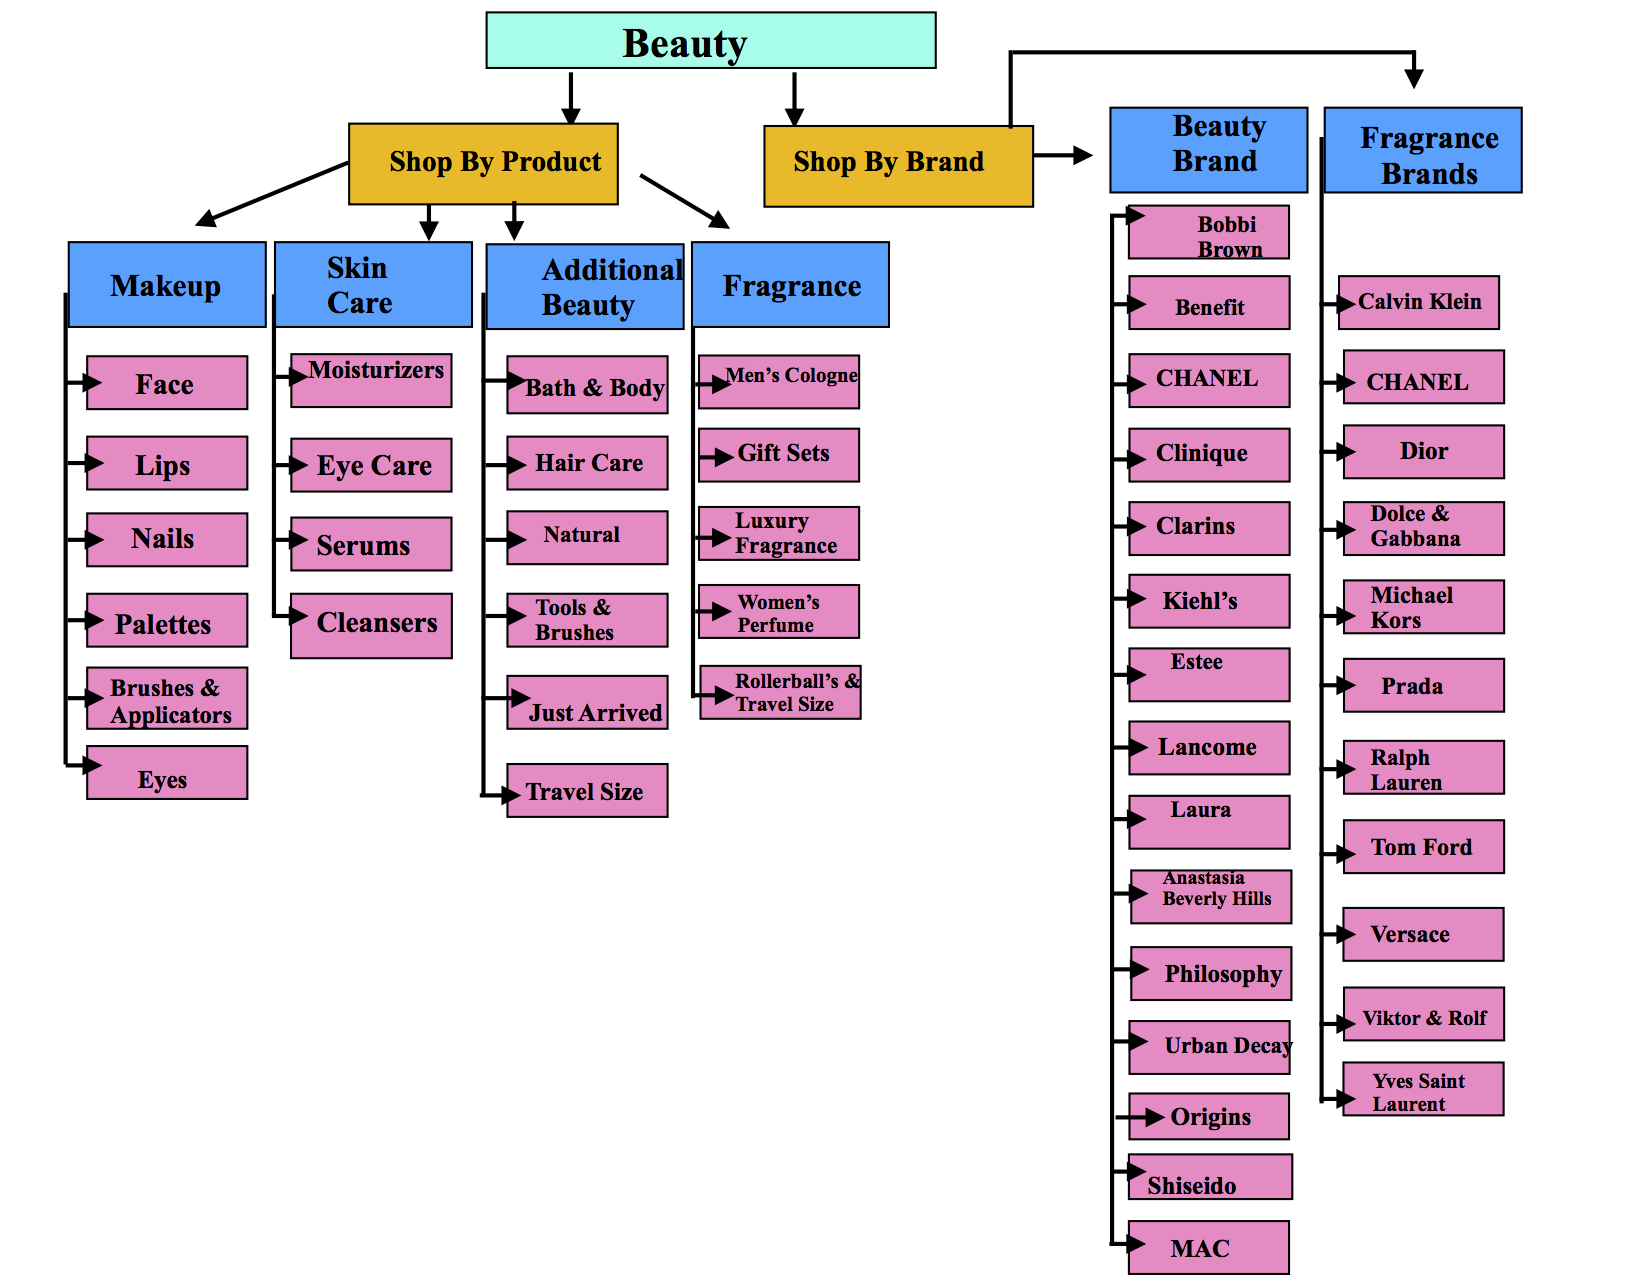 Beauty
Shop By Product
Shop By Brand
Beauty
Brand
Fragrance
Brands
Makeup
Skin
Care
Additional
Beauty
Fragrance
Face
Lips
Nails
Palettes
Brushes &
Applicators
Eyes
Moisturizers
Eye Care
Serums
Cleansers
Bath & Body
Hair Care
Natural
Tools &
Brushes
Just Arrived
Travel Size
Men’s Cologne
Gift Sets
Luxury
Fragrance
Women’s
Perfume
Rollerball’s &
Travel Size
Bobbi
Brown
Benefit
CHANEL
Clinique
Clarins
Kiehl’s
Estee
Lancome
Laura
Anastasia
Beverly Hills
Philosophy
Urban Decay
Origins
Shiseido
MAC
Calvin Klein
CHANEL
Dior
Dolce &
Gabbana
Michael
Kors
Prada
Ralph
Lauren
Tom Ford
Versace
Viktor & Rolf
Yves Saint
Laurent